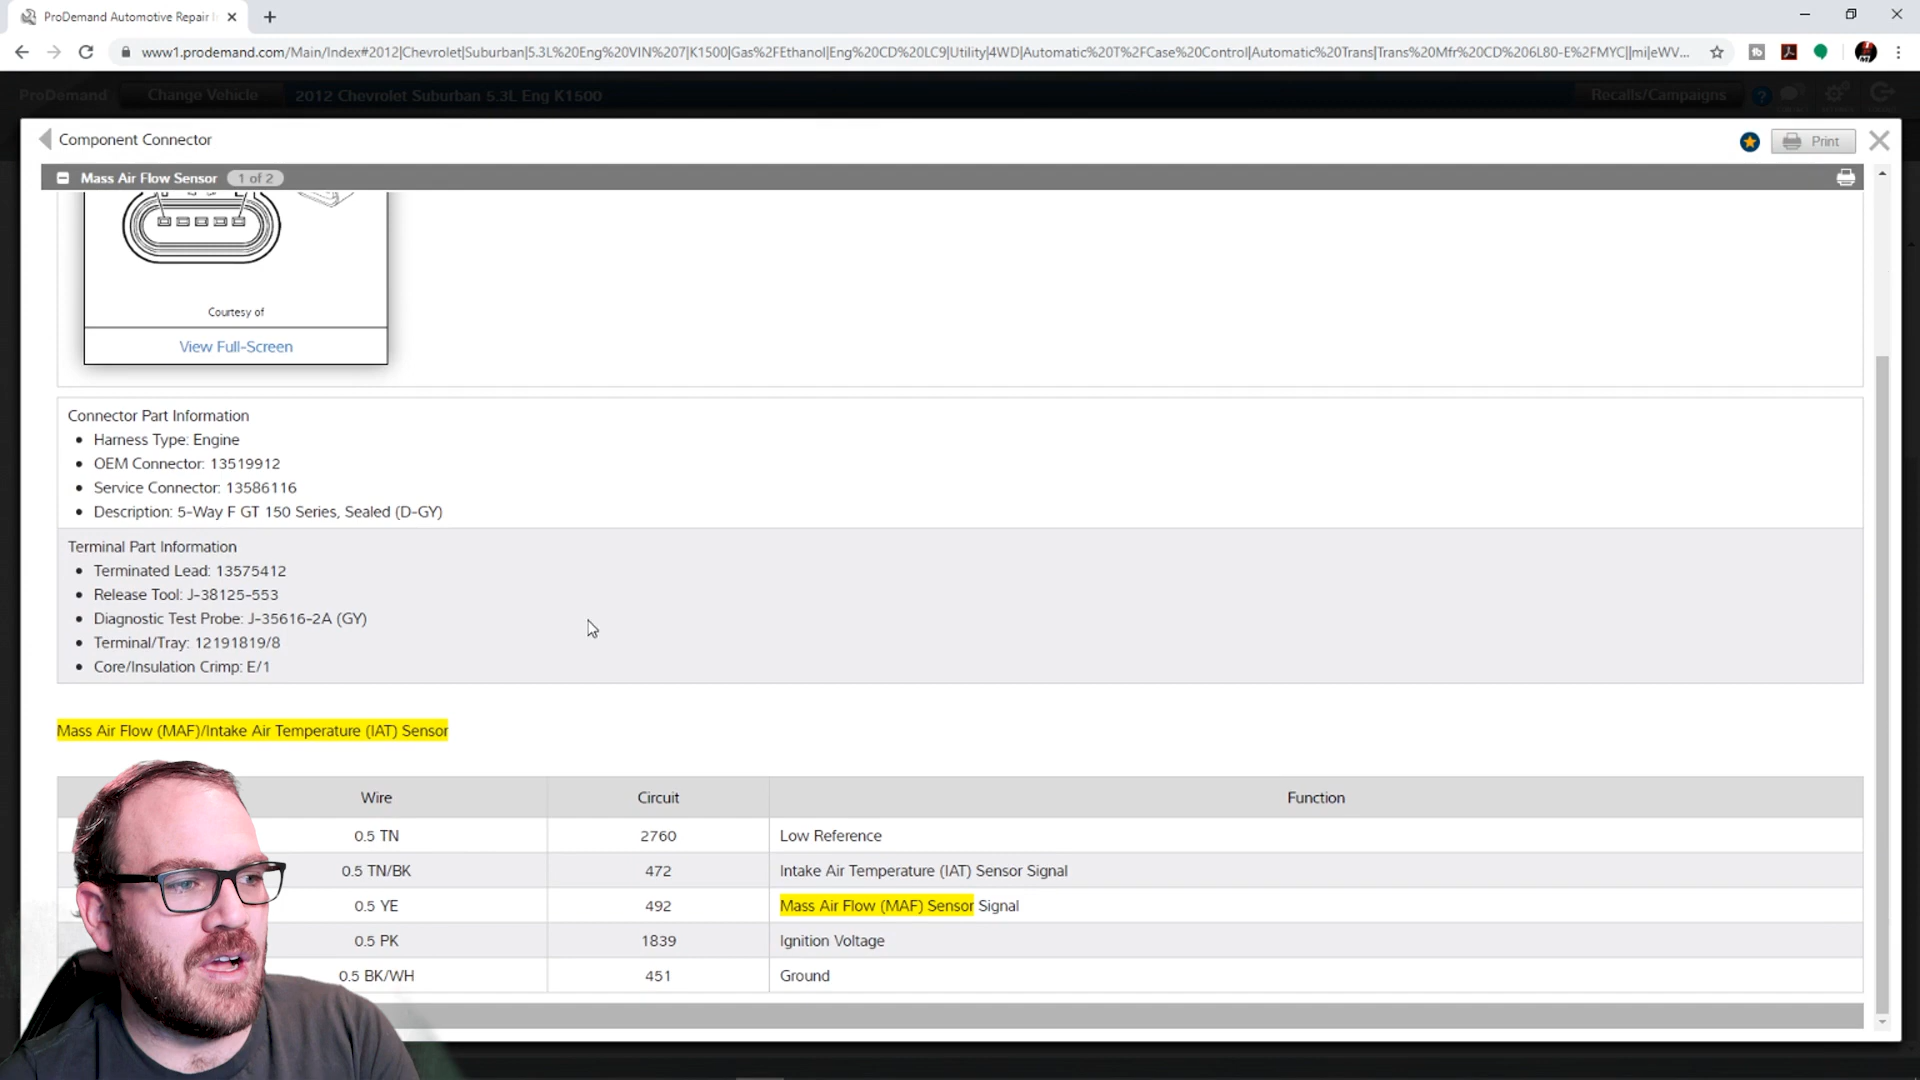 ProDemand Automotive Repair I
www1.prodemand.com/Main/Index#2012|Chevrolet|Suburban|5.3L%20Eng%20VIN%207|K1500|Gas%2FEthanol|Eng%20CD%20LC9|Utility|4WD|Automatic%20T%2FCase%20Control|Automatic%20Trans|Trans%20Mfr%20CD%206L80-E%2FMYC||mi|eWV...
ProDemand Change Vehicle 2012 Chevrolet Suburban 5.3L Eng K1500 Recalls/Campaigns
Component Connector Print
Mass Air Flow Sensor 1 of 2
Courtesy of
View Full-Screen
Connector Part Information
• Harness Type: Engine
• OEM Connector: 13519912
• Service Connector: 13586116
• Description: 5-Way F GT 150 Series, Sealed (D-GY)
Terminal Part Information
• Terminated Lead: 13575412
• Release Tool: J-38125-553
• Diagnostic Test Probe: J-35616-2A (GY)
• Terminal/Tray: 12191819/8
• Core/Insulation Crimp: E/1
Mass Air Flow (MAF)/Intake Air Temperature (IAT) Sensor
Wire Circuit Function
0.5 TN 2760 Low Reference
0.5 TN/BK 472 Intake Air Temperature (IAT) Sensor Signal
0.5 YE 492 Mass Air Flow (MAF) Sensor Signal
0.5 PK 1839 Ignition Voltage
0.5 BK/WH 451 Ground